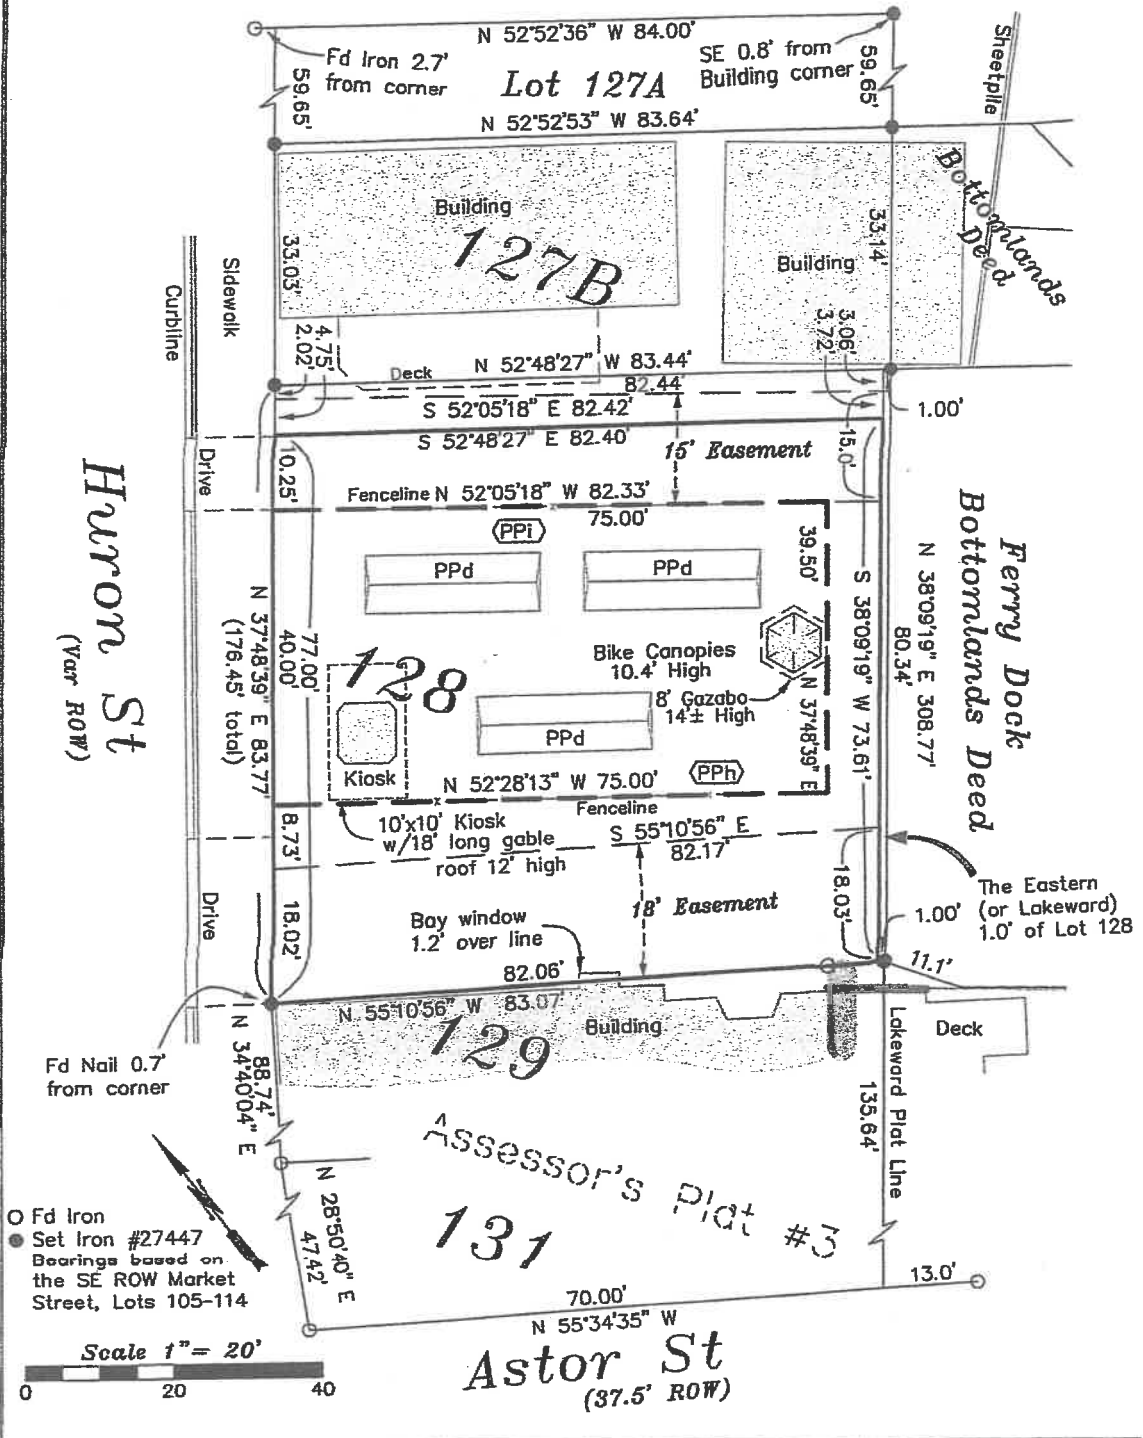 N 52°52'36" W 84.00'
Fd Iron 2.7'
from corner
SE 0.8' from
Building corner
Lot 127A
59.65'
59.65'
Sheetpile
N 52°52'53" W 83.64'
Building
127B
33.03'
Building
33.14'
Bottomlands
Deed
Sidewalk
Curbline
4.75'
2.02'
3.06'
3.72'
Deck
N 52°48'27" W 83.44'
82.44'
S 52°05'18" E 82.42'
1.00'
S 52°48'27" E 82.40'
15' Easement
15.0'
Drive
10.25'
Fenceline N 52°05'18" W 82.33'
75.00'
PPi
PPd
PPd
39.50'
Huron St
(Var ROW)
N 37°48'39" E 83.77'
(176.45' total)
77.00'
40.00'
128
Bike Canopies
10.4' High
8' Gazabo
14'± High
N 37°48'39" E
S 38°09'19" W 73.61'
N 38°09'19" E 308.77'
80.34'
Ferry Dock
Bottomlands Deed
PPd
Kiosk
N 52°28'13" W 75.00'
PPh
Fenceline
10'x10' Kiosk
w/18' long gable
roof 12' high
S 55°10'56" E
82.17'
8.73'
18.02'
Drive
18' Easement
18.03'
Bay window
1.2' over line
The Eastern
(or Lakeward)
1.0' of Lot 128
1.00'
11.1'
82.06'
N 55°10'56" W 83.07'
129
Building
Deck
Fd Nail 0.7'
from corner
N 34°40'04" E
88.74'
Lakeward Plat Line
135.64'
Assessor's Plat #3
131
N 28°50'40" E
47.42'
Fd Iron
Set Iron #27447
Bearings based on
the SE ROW Market
Street, Lots 105-114
13.0'
70.00'
N 55°34'35" W
Astor St
(37.5' ROW)
Scale 1"= 20'
0 20 40